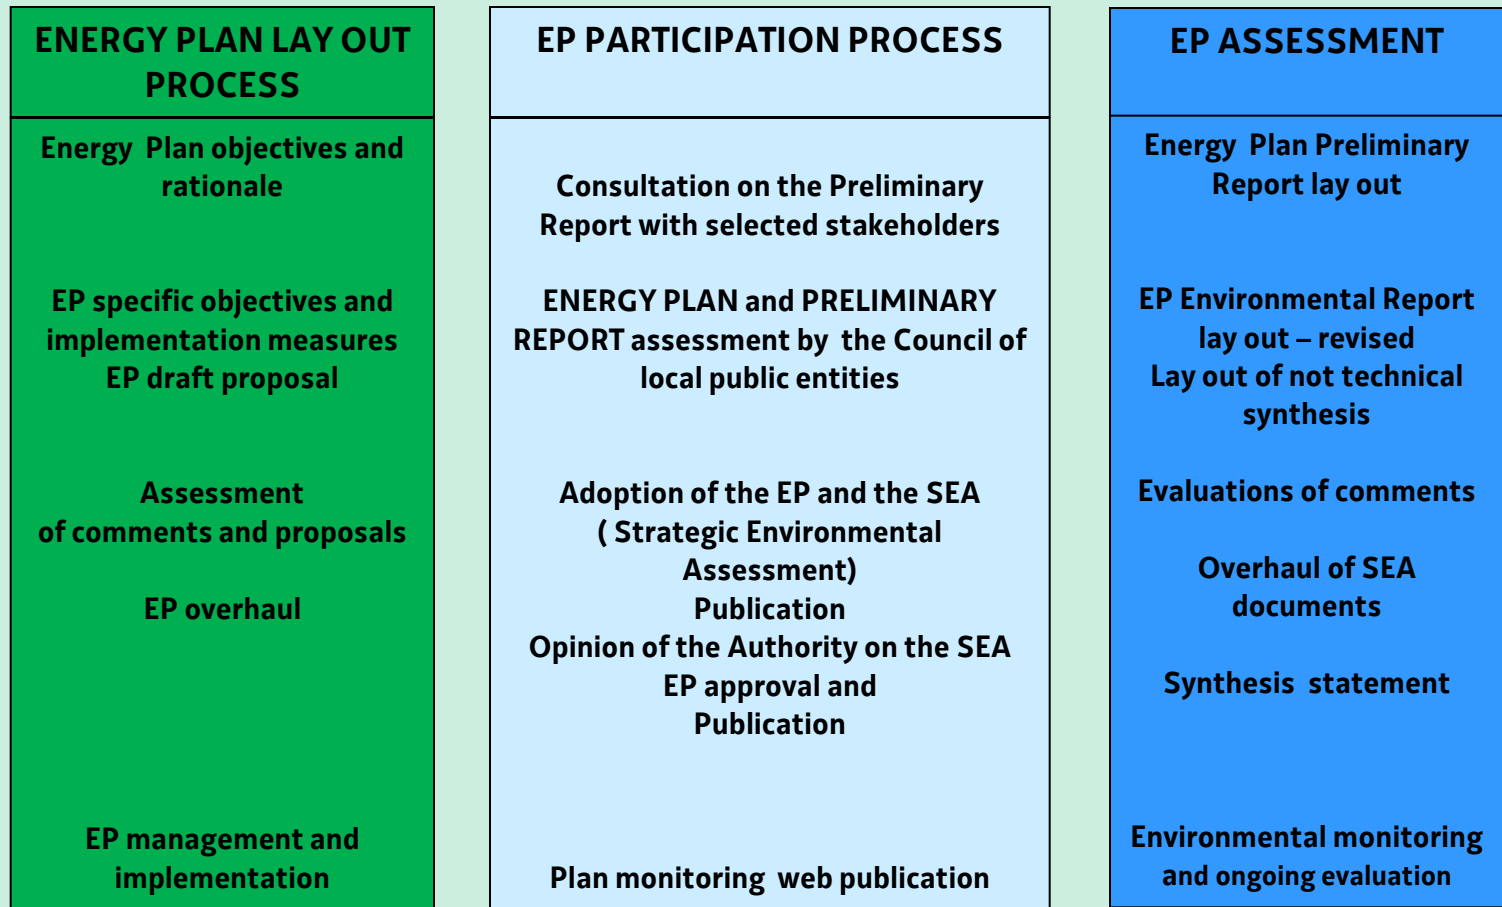 ENERGY PLAN LAY OUT
PROCESS
Energy Plan objectives and
rationale
EP specific objectives and
implementation measures
EP draft proposal
Assessment
of comments and proposals
EP overhaul
EP management and
implementation
EP PARTICIPATION PROCESS
Consultation on the Preliminary
Report with selected stakeholders
ENERGY PLAN and PRELIMINARY
REPORT assessment by the Council of
local public entities
Adoption of the EP and the SEA
( Strategic Environmental
Assessment)
Publication
Opinion of the Authority on the SEA
EP approval and
Publication
Plan monitoring web publication
EP ASSESSMENT
Energy Plan Preliminary
Report lay out
EP Environmental Report
lay out – revised
Lay out of not technical
synthesis
Evaluations of comments
Overhaul of SEA
documents
Synthesis statement
Environmental monitoring
and ongoing evaluation